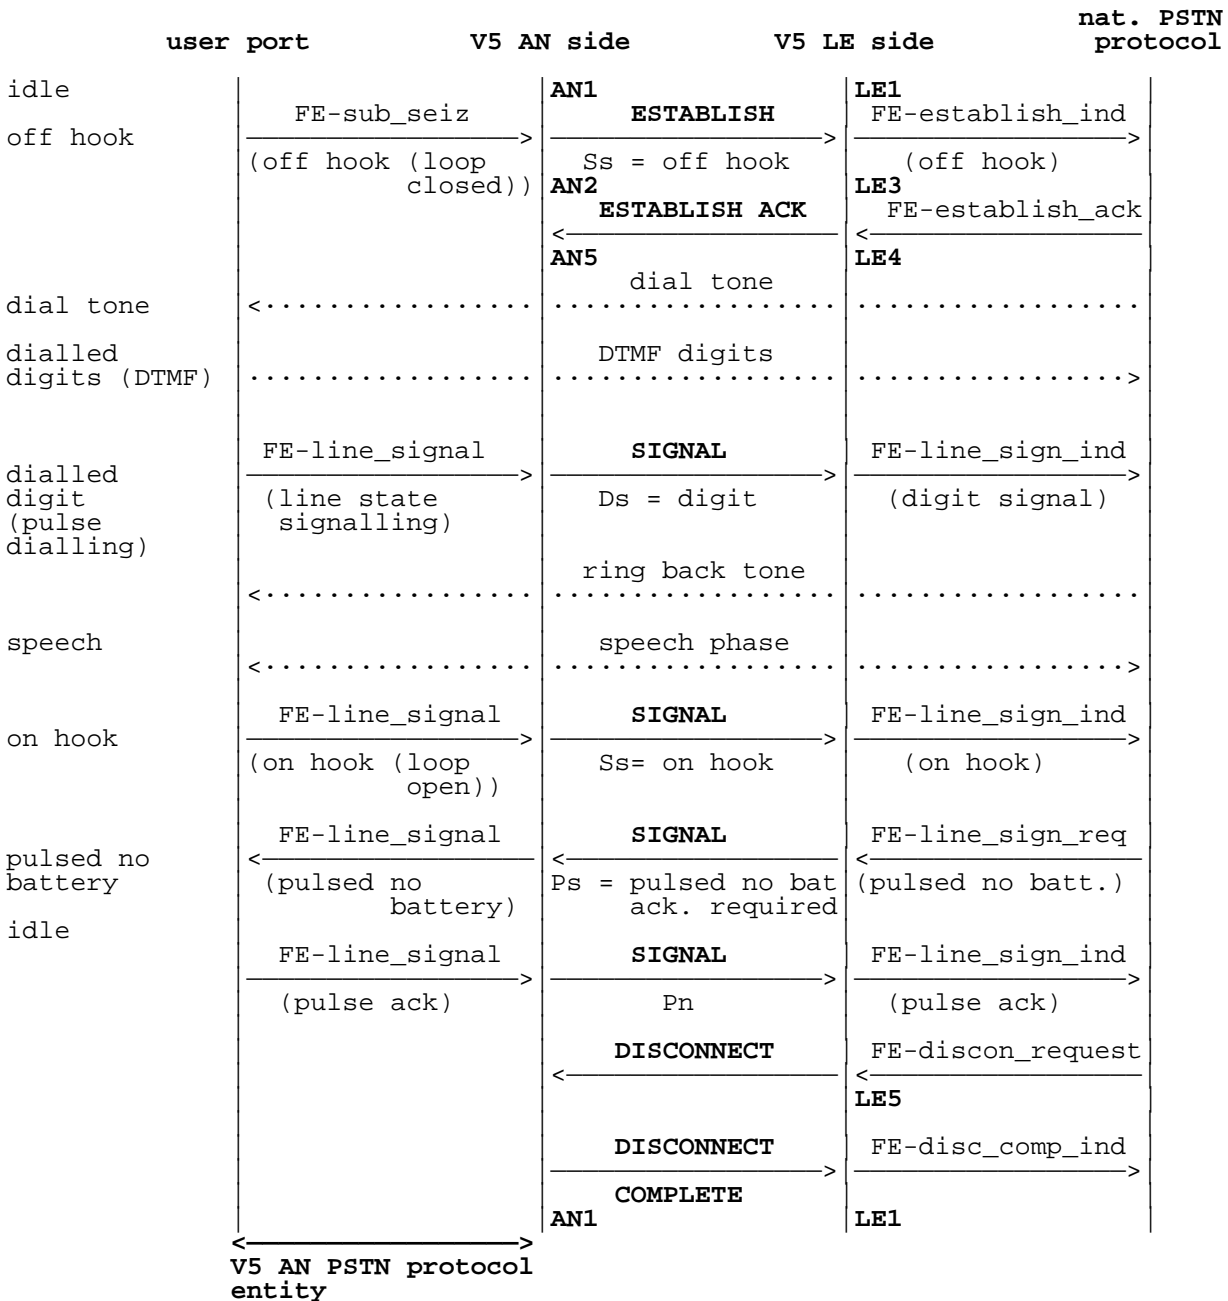 nat. PSTN
user port V5 AN side V5 LE side protocol
idle AN1 LE1
FE-sub_seiz ESTABLISH FE-establish_ind
off hook
(off hook (loop Ss = off hook (off hook)
closed)) AN2 LE3
ESTABLISH ACK FE-establish_ack
AN5 LE4
dial tone
dial tone
dialled DTMF digits
digits (DTMF)
FE-line_signal SIGNAL FE-line_sign_ind
dialled
digit (line state Ds = digit (digit signal)
(pulse signalling)
dialling)
ring back tone
speech speech phase
FE-line_signal SIGNAL FE-line_sign_ind
on hook
(on hook (loop Ss= on hook (on hook)
open))
FE-line_signal SIGNAL FE-line_sign_req
pulsed no
battery (pulsed no Ps = pulsed no bat (pulsed no batt.)
battery) ack. required
idle
FE-line_signal SIGNAL FE-line_sign_ind
(pulse ack) Pn (pulse ack)
DISCONNECT FE-discon_request
LE5
DISCONNECT FE-disc_comp_ind
COMPLETE
AN1 LE1
V5 AN PSTN protocol
entity